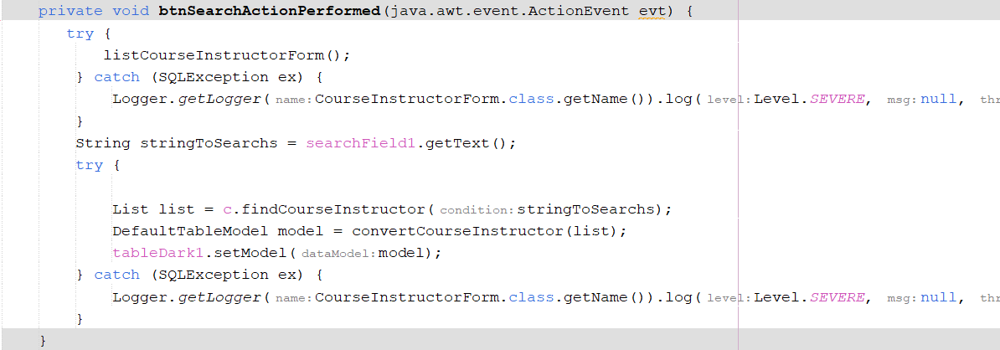 private void btnSearchActionPerformed(java.awt.event.ActionEvent evt) {
try {
listCourseInstructorForm();
} catch (SQLException ex) {
Logger.getLogger( name: CourseInstructorForm.class.getName()).log( level: Level.SEVERE, msg: null, thr
}
String stringToSearchs = searchField1.getText();
try {
List list = c.findCourseInstructor( condition: stringToSearchs);
DefaultTableModel model = convertCourseInstructor(list);
tableDark1.setModel( dataModel: model);
} catch (SQLException ex) {
Logger.getLogger( name: CourseInstructorForm.class.getName()).log( level: Level.SEVERE, msg: null, thr
}
}